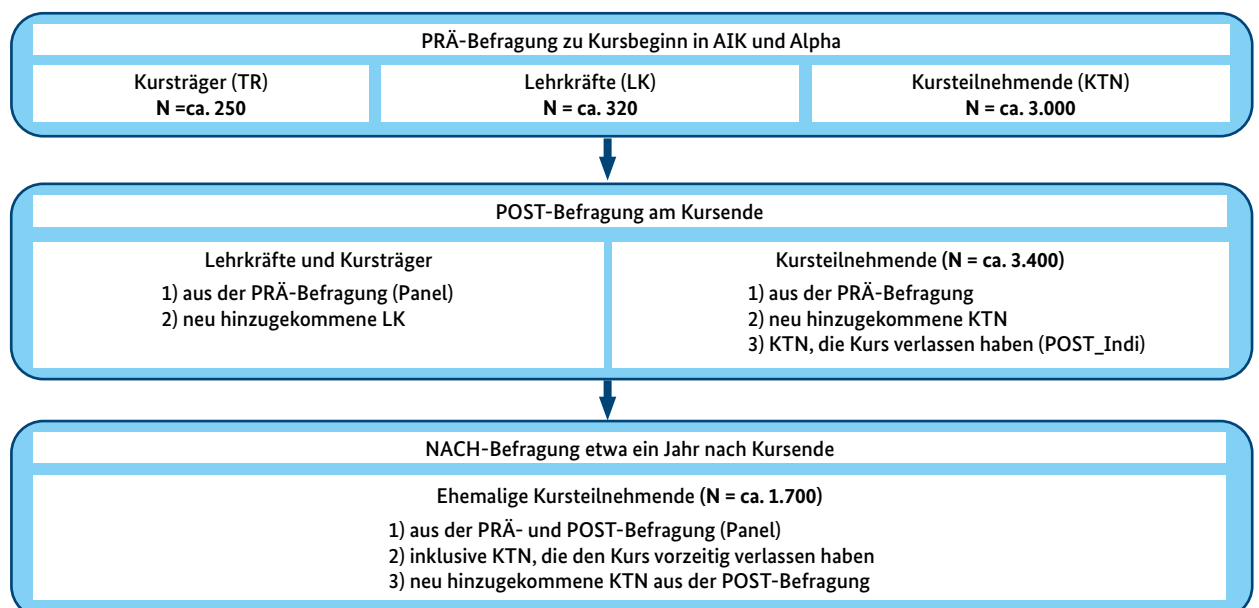 PRÄ-Befragung zu Kursbeginn in AIK und Alpha
Kursträger (TR)
N =ca. 250
Lehrkräfte (LK)
N = ca. 320
Kursteilnehmende (KTN)
N = ca. 3.000
POST-Befragung am Kursende
Lehrkräfte und Kursträger
1) aus der PRÄ-Befragung (Panel)
2) neu hinzugekommene LK
Kursteilnehmende (N = ca. 3.400)
1) aus der PRÄ-Befragung
2) neu hinzugekommene KTN
3) KTN, die Kurs verlassen haben (POST_Indi)
NACH-Befragung etwa ein Jahr nach Kursende
Ehemalige Kursteilnehmende (N = ca. 1.700)
1) aus der PRÄ- und POST-Befragung (Panel)
2) inklusive KTN, die den Kurs vorzeitig verlassen haben
3) neu hinzugekommene KTN aus der POST-Befragung